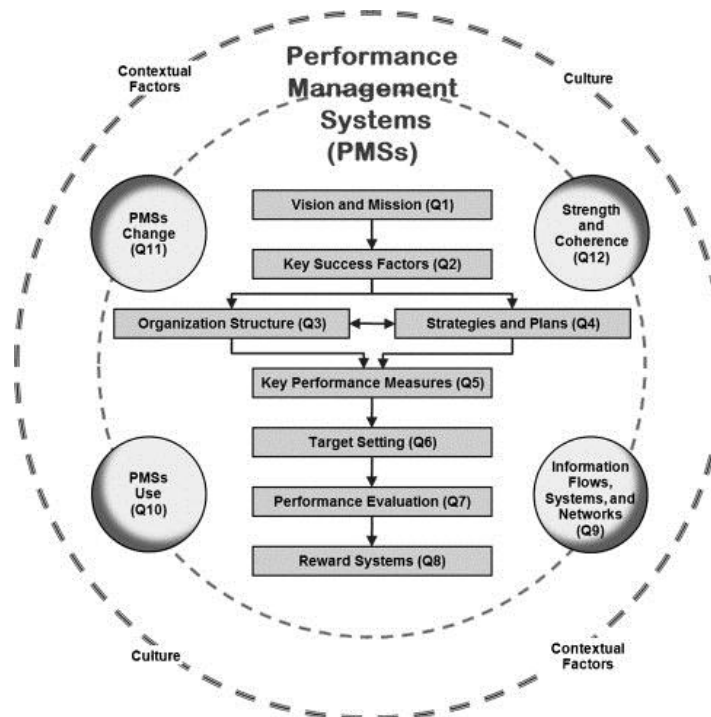 Performance
Management
Systems
(PMSs)
Contextual
Factors
Culture
PMSs
Change
(Q11)
Vision and Mission (Q1)
Strength
and
Coherence
(Q12)
Key Success Factors (Q2)
Organization Structure (Q3)
Strategies and Plans (Q4)
Key Performance Measures (Q5)
Target Setting (Q6)
PMSs
Use
(Q10)
Performance Evaluation (Q7)
Information
Flows,
Systems, and
Networks
(Q9)
Reward Systems (Q8)
Culture
Contextual
Factors